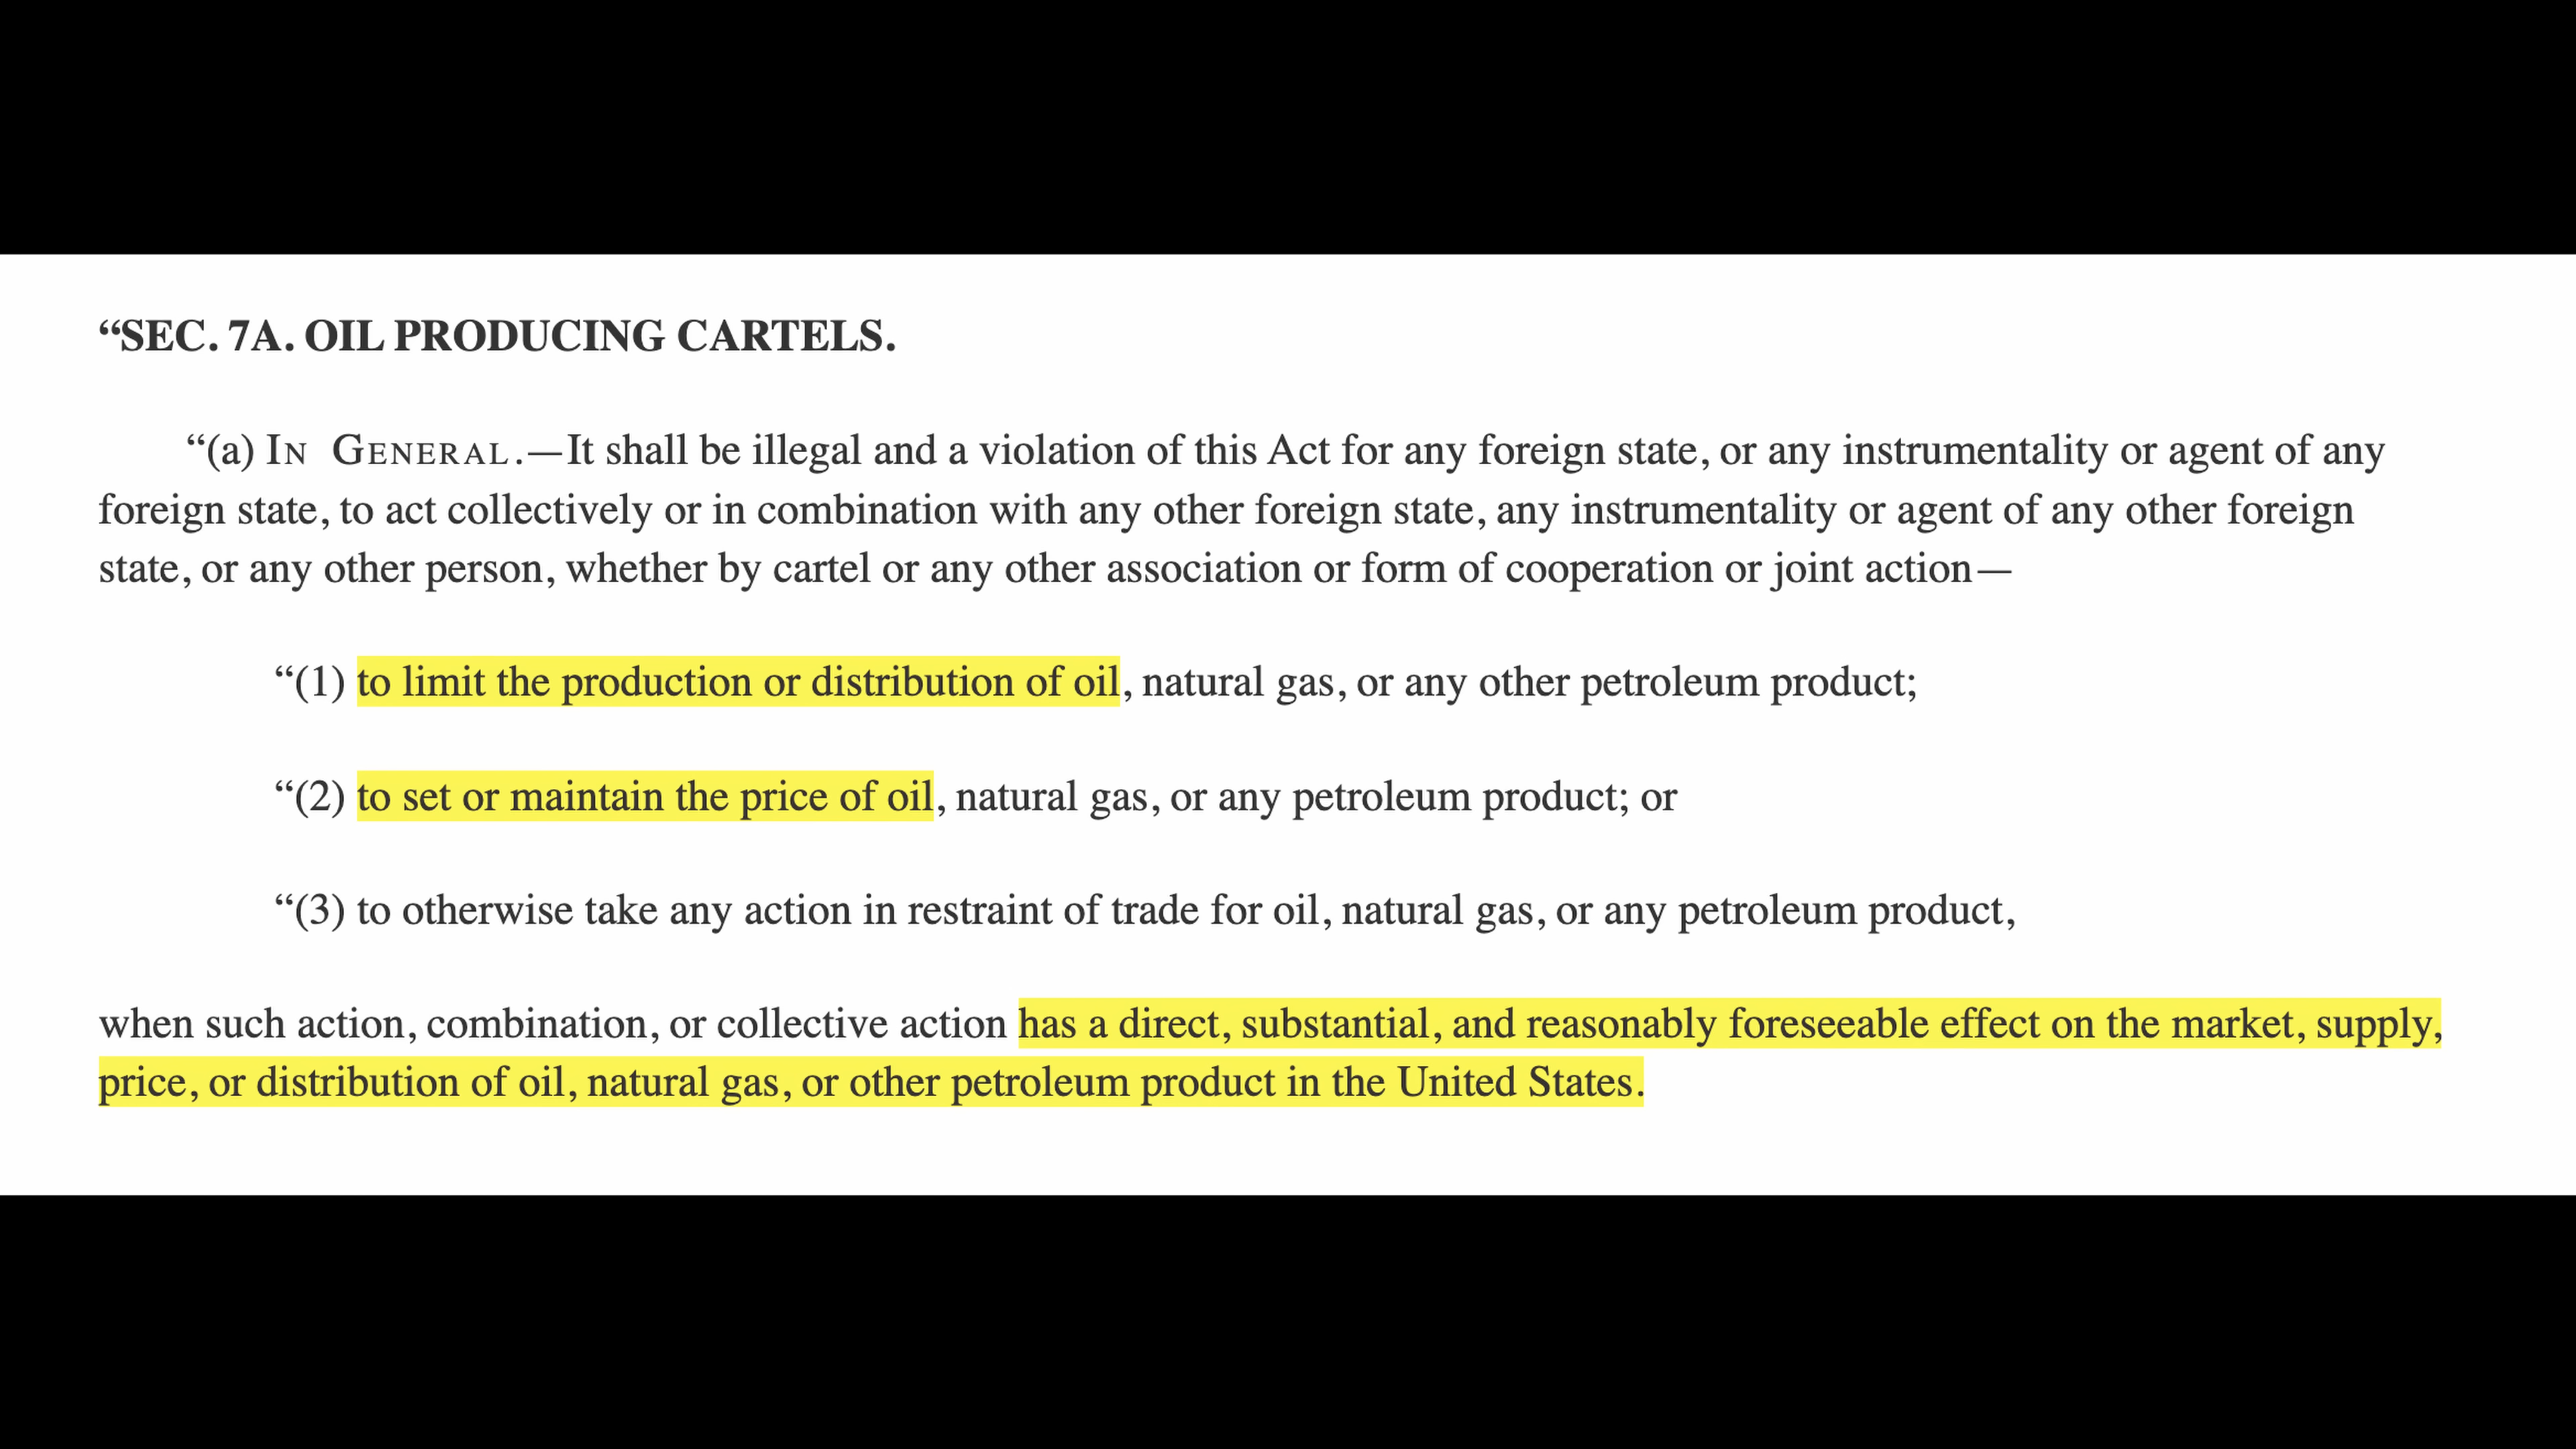 “SEC. 7A. OIL PRODUCING CARTELS.
“(a) IN GENERAL.—It shall be illegal and a violation of this Act for any foreign state, or any instrumentality or agent of any
foreign state, to act collectively or in combination with any other foreign state, any instrumentality or agent of any other foreign
state, or any other person, whether by cartel or any other association or form of cooperation or joint action—
“(1) to limit the production or distribution of oil, natural gas, or any other petroleum product;
“(2) to set or maintain the price of oil, natural gas, or any petroleum product; or
“(3) to otherwise take any action in restraint of trade for oil, natural gas, or any petroleum product,
when such action, combination, or collective action has a direct, substantial, and reasonably foreseeable effect on the market, supply,
price, or distribution of oil, natural gas, or other petroleum product in the United States.